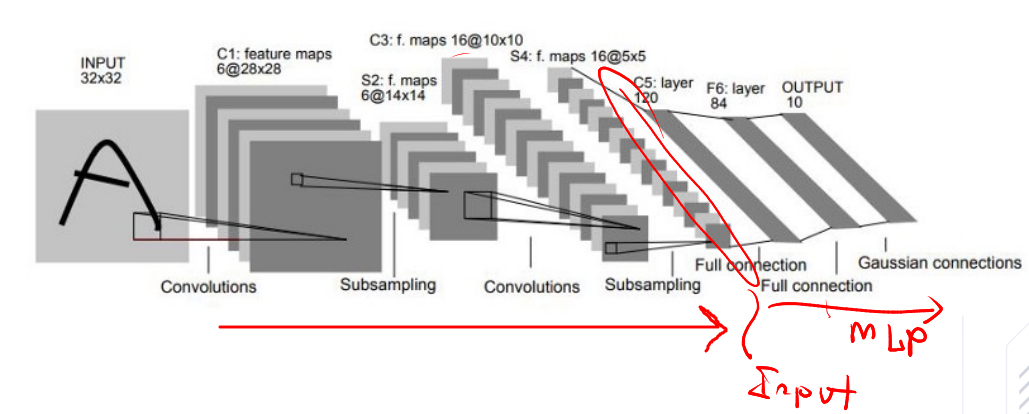 INPUT
32x32
C1: feature maps
6@28x28
S2: f. maps
6@14x14
C3: f. maps 16@10x10
S4: f. maps 16@5x5
C5: layer
120
F6: layer
84
OUTPUT
10
A
Convolutions
Subsampling
Convolutions
Subsampling
Full connection
Full connection
Gaussian connections
MLP
Input